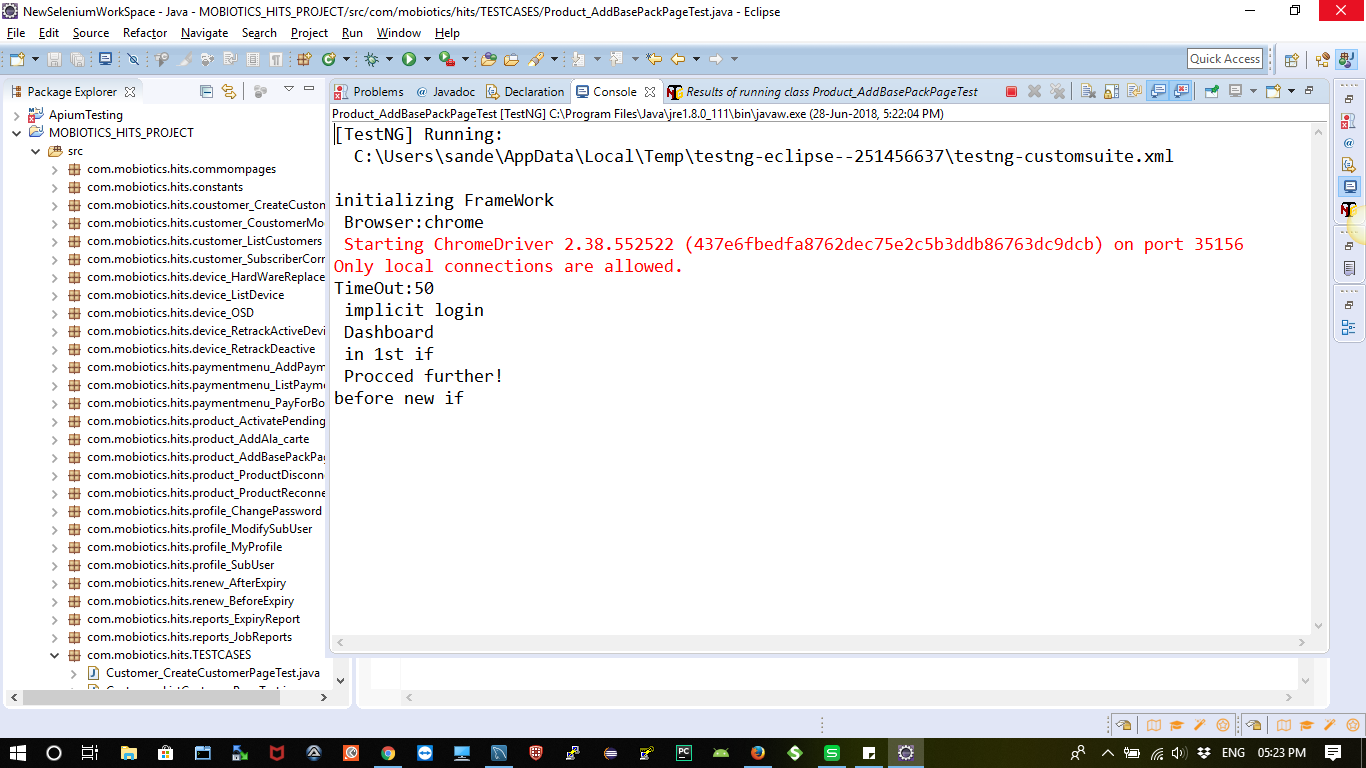 NewSeleniumWorkSpace - Java - MOBIOTICS_HITS_PROJECT/src/com/mobiotics/hits/TESTCASES/Product_AddBasePackPageTest.java - Eclipse
File Edit Source Refactor Navigate Search Project Run Window Help
Quick Access
Package Explorer
Problems @ Javadoc Declaration Console Results of running class Product_AddBasePackPageTest
Product_AddBasePackPageTest [TestNG] C:\Program Files\Java\jre1.8.0_111\bin\javaw.exe (28-Jun-2018, 5:22:04 PM)
ApiumTesting
MOBIOTICS_HITS_PROJECT
src
com.mobiotics.hits.commompages
com.mobiotics.hits.constants
com.mobiotics.hits.coustomer_CreateCuston
com.mobiotics.hits.customer_CoustomerMo
com.mobiotics.hits.customer_ListCustomers
com.mobiotics.hits.customer_SubscriberCorr
com.mobiotics.hits.device_HardWareReplace
com.mobiotics.hits.device_ListDevice
com.mobiotics.hits.device_OSD
com.mobiotics.hits.device_RetrackActiveDevi
com.mobiotics.hits.device_RetrackDeactive
com.mobiotics.hits.paymentmenu_AddPaym
com.mobiotics.hits.paymentmenu_ListPayme
com.mobiotics.hits.paymentmenu_PayForBo
com.mobiotics.hits.product_ActivatePending
com.mobiotics.hits.product_AddAla_carte
com.mobiotics.hits.product_AddBasePackPag
com.mobiotics.hits.product_ProductDisconn
com.mobiotics.hits.product_ProductReconne
com.mobiotics.hits.profile_ChangePassword
com.mobiotics.hits.profile_ModifySubUser
com.mobiotics.hits.profile_MyProfile
com.mobiotics.hits.profile_SubUser
com.mobiotics.hits.renew_AfterExpiry
com.mobiotics.hits.renew_BeforeExpiry
com.mobiotics.hits.reports_ExpiryReport
com.mobiotics.hits.reports_JobReports
com.mobiotics.hits.TESTCASES
Customer_CreateCustomerPageTest.java
[TestNG] Running:
C:\Users\sande\AppData\Local\Temp\testng-eclipse--251456637\testng-customsuite.xml
initializing FrameWork
Browser:chrome
Starting ChromeDriver 2.38.552522 (437e6fbedfa8762dec75e2c5b3ddb86763dc9dcb) on port 35156
Only local connections are allowed.
TimeOut:50
implicit login
Dashboard
in 1st if
Procced further!
before new if
ENG 05:23 PM